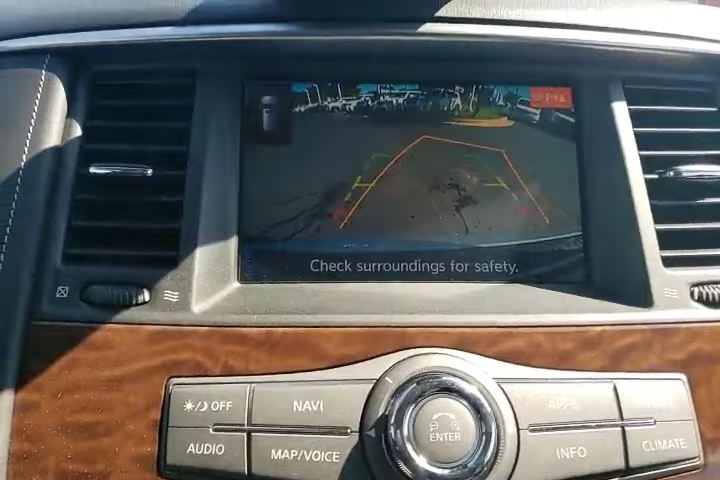 Check surroundings for safety.
☀/☽ OFF
NAVI
APPS
AUDIO
MAP/VOICE
ENTER
INFO
CLIMATE